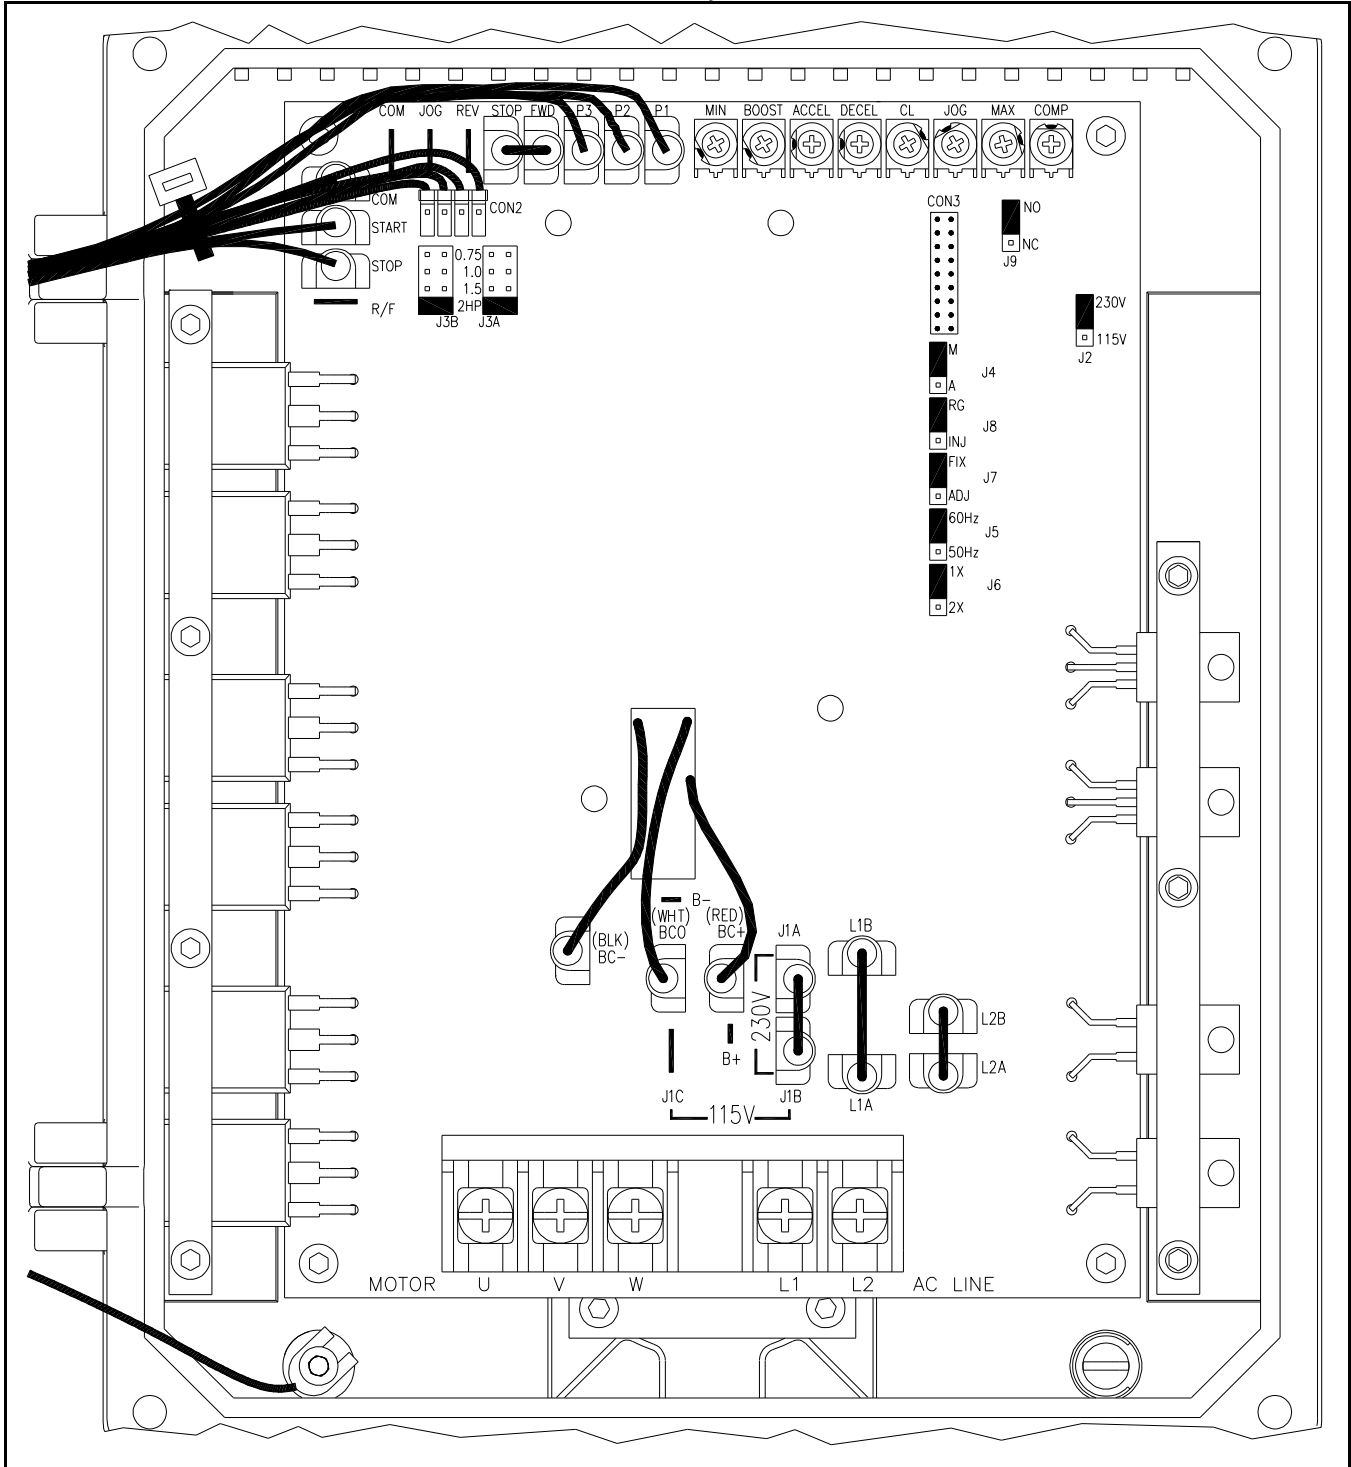 COM JOG REV STOP FWD P3 P2 P1 MIN BOOST ACCEL DECEL CL JOG MAX COMP
COM
CON2
CON3
NO
START
NC
STOP
0.75
J9
1.0
1.5
R/F
2HP
J3B
J3A
230V
115V
J2
M
J4
A
RG
J8
INJ
FIX
J7
ADJ
60Hz
J5
50Hz
1X
J6
2X
B-
(WHT)
BC0
(RED)
BC+
(BLK)
BC-
J1A
L1B
230V
L2B
B+
L2A
J1C
J1B
L1A
115V
MOTOR U V W L1 L2 AC LINE